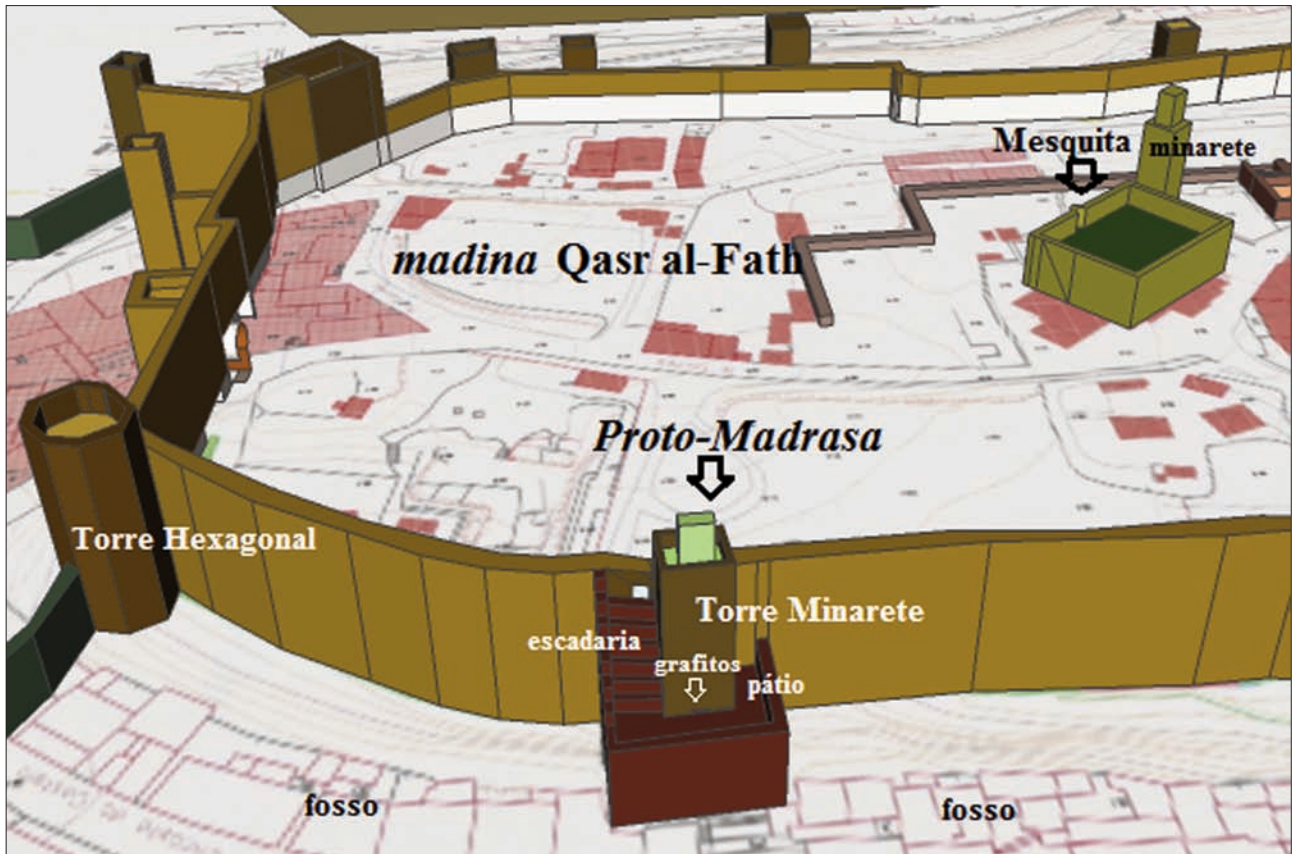 Mesquita
minarete
madina Qasr al-Fath
Proto-Madrasa
Torre Hexagonal
Torre Minarete
escadaria
grafitos
pátio
fosso
fosso